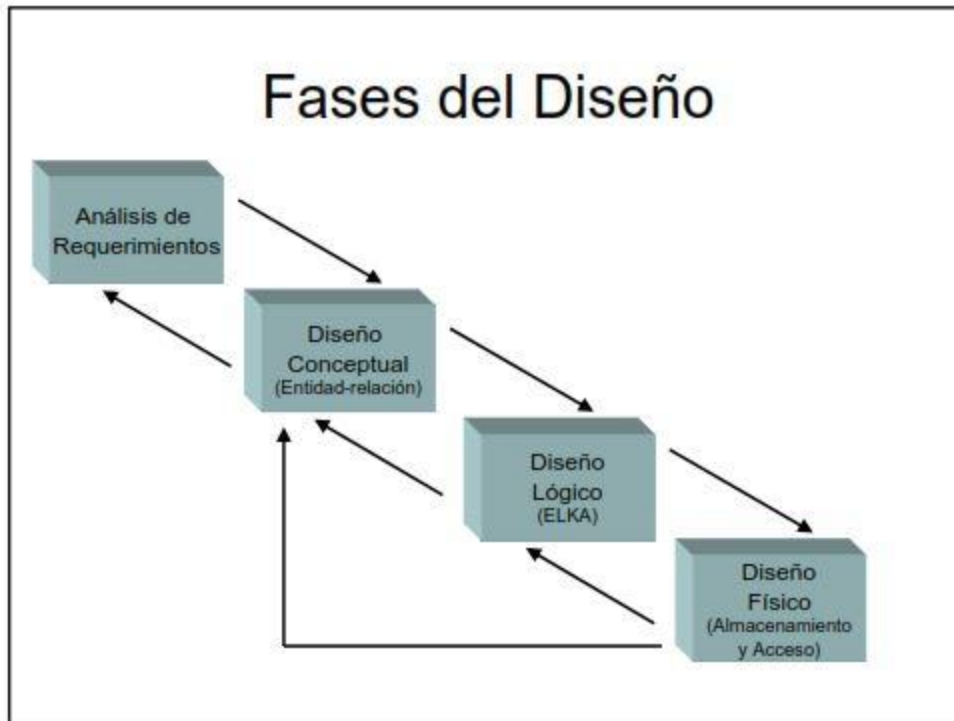 Fases del Diseño
Análisis de
Requerimientos
Diseño
Conceptual
(Entidad-relación)
Diseño
Lógico
(ELKA)
Diseño
Físico
(Almacenamiento
y Acceso)